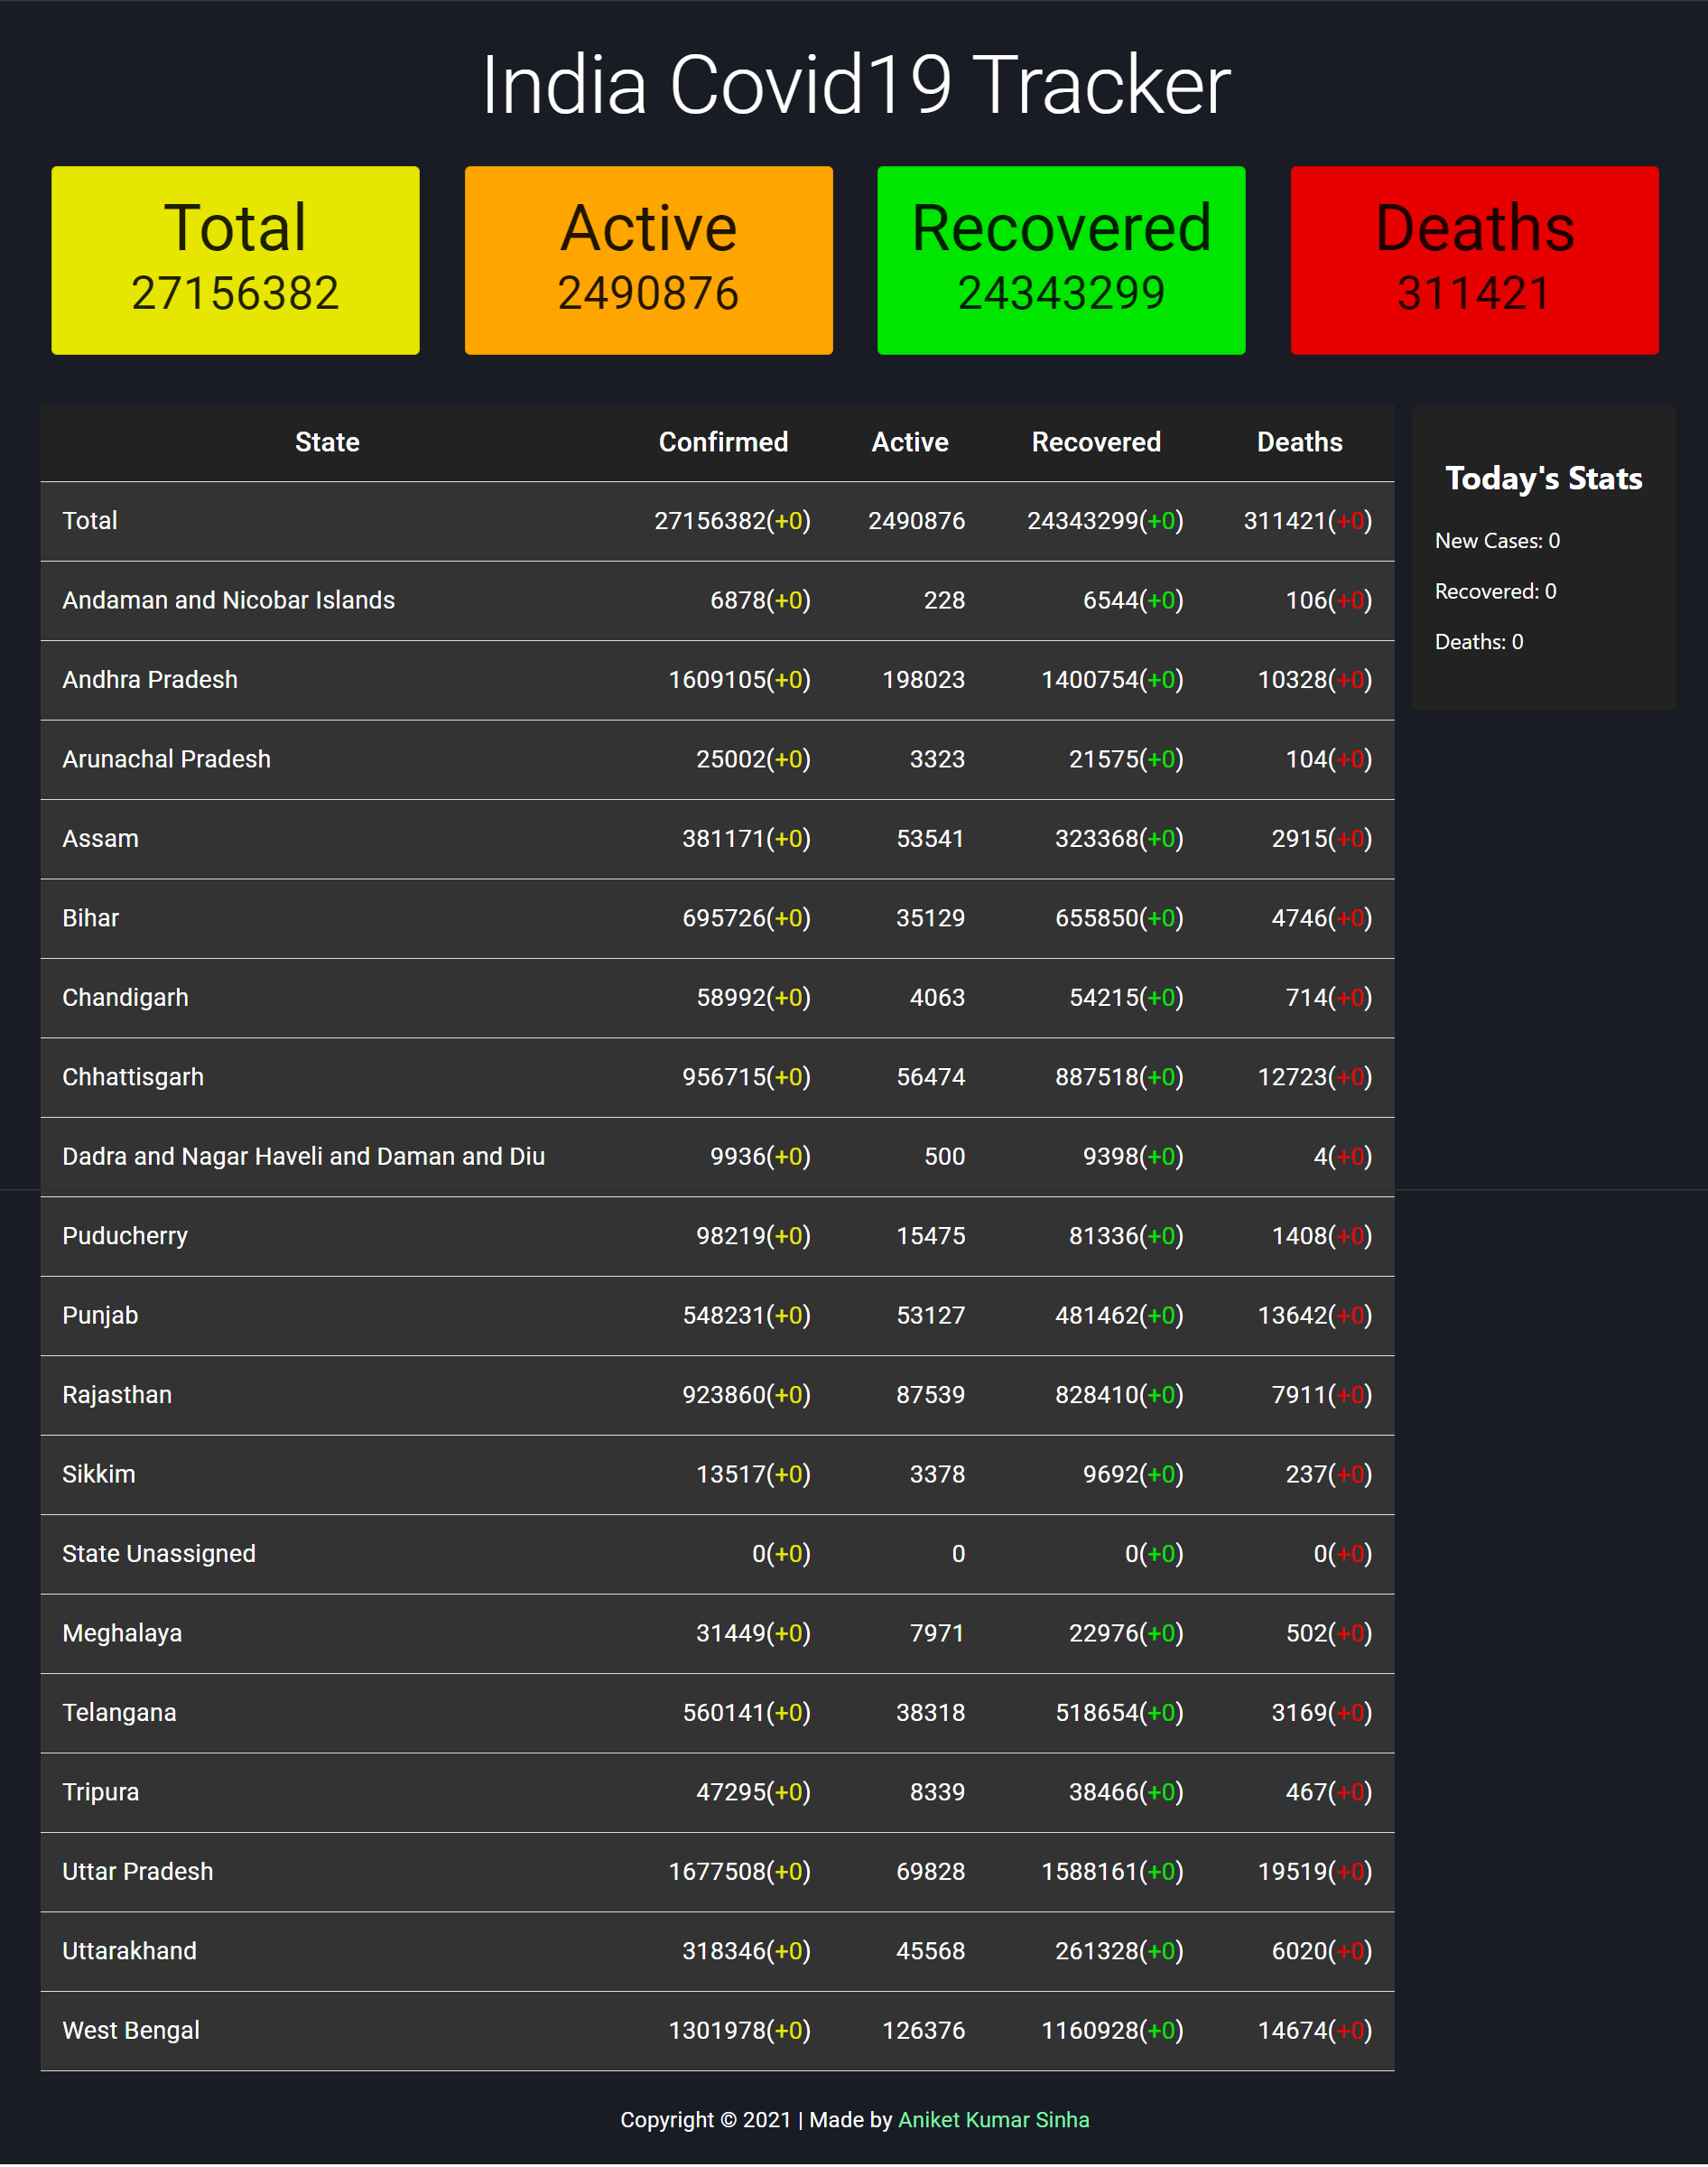 India Covid19 Tracker
Total
27156382
Active
2490876
Recovered
24343299
Deaths
311421
State Confirmed Active Recovered Deaths
Total 27156382(+0) 2490876 24343299(+0) 311421(+0)
Andaman and Nicobar Islands 6878(+0) 228 6544(+0) 106(+0)
Andhra Pradesh 1609105(+0) 198023 1400754(+0) 10328(+0)
Arunachal Pradesh 25002(+0) 3323 21575(+0) 104(+0)
Assam 381171(+0) 53541 323368(+0) 2915(+0)
Bihar 695726(+0) 35129 655850(+0) 4746(+0)
Chandigarh 58992(+0) 4063 54215(+0) 714(+0)
Chhattisgarh 956715(+0) 56474 887518(+0) 12723(+0)
Dadra and Nagar Haveli and Daman and Diu 9936(+0) 500 9398(+0) 4(+0)
Puducherry 98219(+0) 15475 81336(+0) 1408(+0)
Punjab 548231(+0) 53127 481462(+0) 13642(+0)
Rajasthan 923860(+0) 87539 828410(+0) 7911(+0)
Sikkim 13517(+0) 3378 9692(+0) 237(+0)
State Unassigned 0(+0) 0 0(+0) 0(+0)
Meghalaya 31449(+0) 7971 22976(+0) 502(+0)
Telangana 560141(+0) 38318 518654(+0) 3169(+0)
Tripura 47295(+0) 8339 38466(+0) 467(+0)
Uttar Pradesh 1677508(+0) 69828 1588161(+0) 19519(+0)
Uttarakhand 318346(+0) 45568 261328(+0) 6020(+0)
West Bengal 1301978(+0) 126376 1160928(+0) 14674(+0)
Today's Stats
New Cases: 0
Recovered: 0
Deaths: 0
Copyright © 2021 | Made by Aniket Kumar Sinha